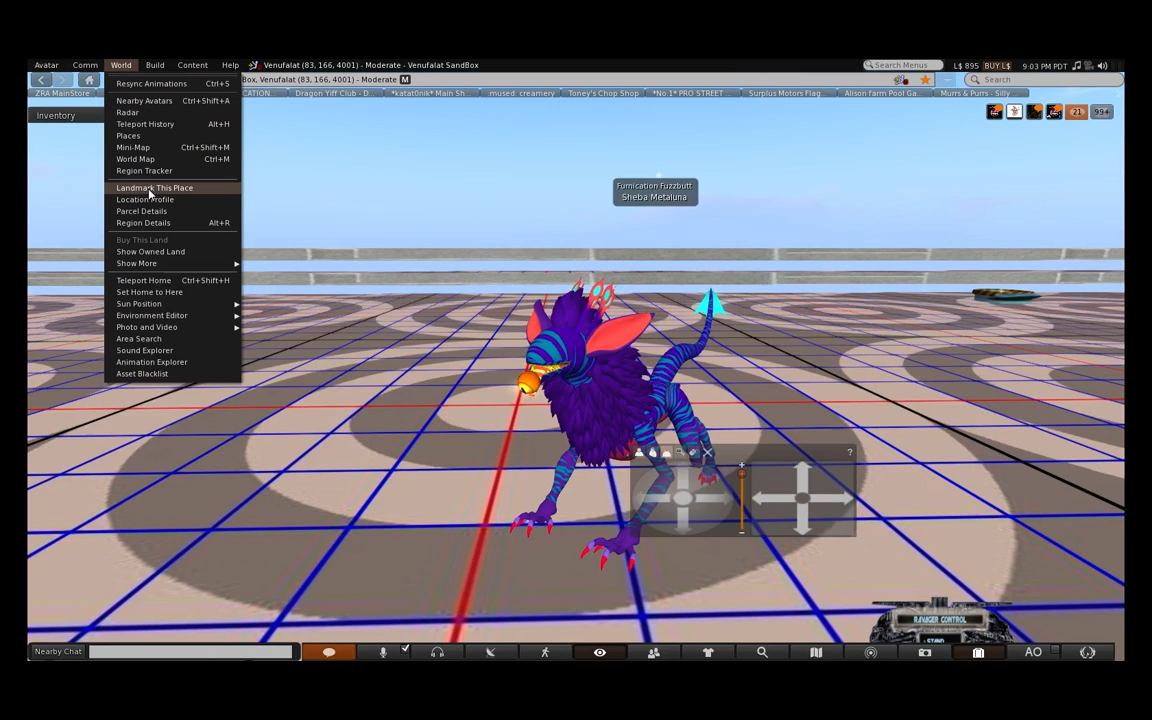 Avatar Comm World Build Content Help Venufalat (83, 166, 4001) - Moderate - Venufalat SandBox Search Menus L$ 895 BUY L$ 9:03 PM PDT
Box, Venufalat (83, 166, 4001) - Moderate M Search
ZRA MainStore CATION... Dragon Yiff Club - D... *katat0nik* Main Sh... mused creamery Toney's Chop Shop *No.1* PRO STREET ... Surplus Motors Flag... Alison farm Pool Ga... Murrs & Purrs - Silly
Inventory
21 99+
Resync Animations Ctrl+S
Nearby Avatars Ctrl+Shift+A
Radar
Teleport History Alt+H
Places
Mini-Map Ctrl+Shift+M
World Map Ctrl+M
Region Tracker
Landmark This Place
Location Profile
Parcel Details
Region Details Alt+R
Buy This Land
Show Owned Land
Show More
Teleport Home Ctrl+Shift+H
Set Home to Here
Sun Position
Environment Editor
Photo and Video
Area Search
Sound Explorer
Animation Explorer
Asset Blacklist
Furnication Fuzzbutt
Sheba Metaluna
?
+
−
RAVAGER CONTROL
STAND
Nearby Chat AO